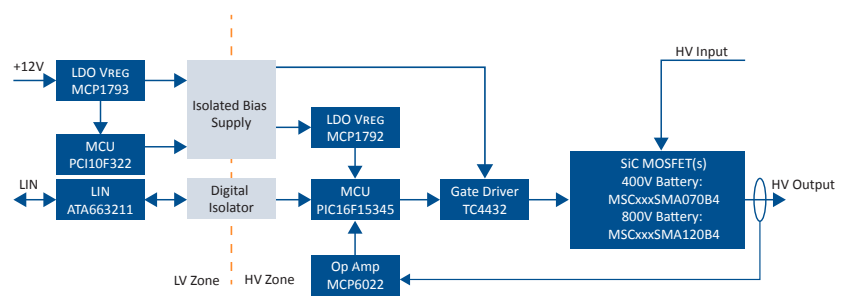 +12V
LDO VREG
MCP1793
MCU
PCI10F322
LIN
LIN
ATA663211
Isolated Bias
Supply
Digital
Isolator
LDO VREG
MCP1792
MCU
PIC16F15345
Gate Driver
TC4432
Op Amp
MCP6022
LV Zone
HV Zone
HV Input
SiC MOSFET(s)
400V Battery:
MSCxxxSMA070B4
800V Battery:
MSCxxxSMA120B4
HV Output